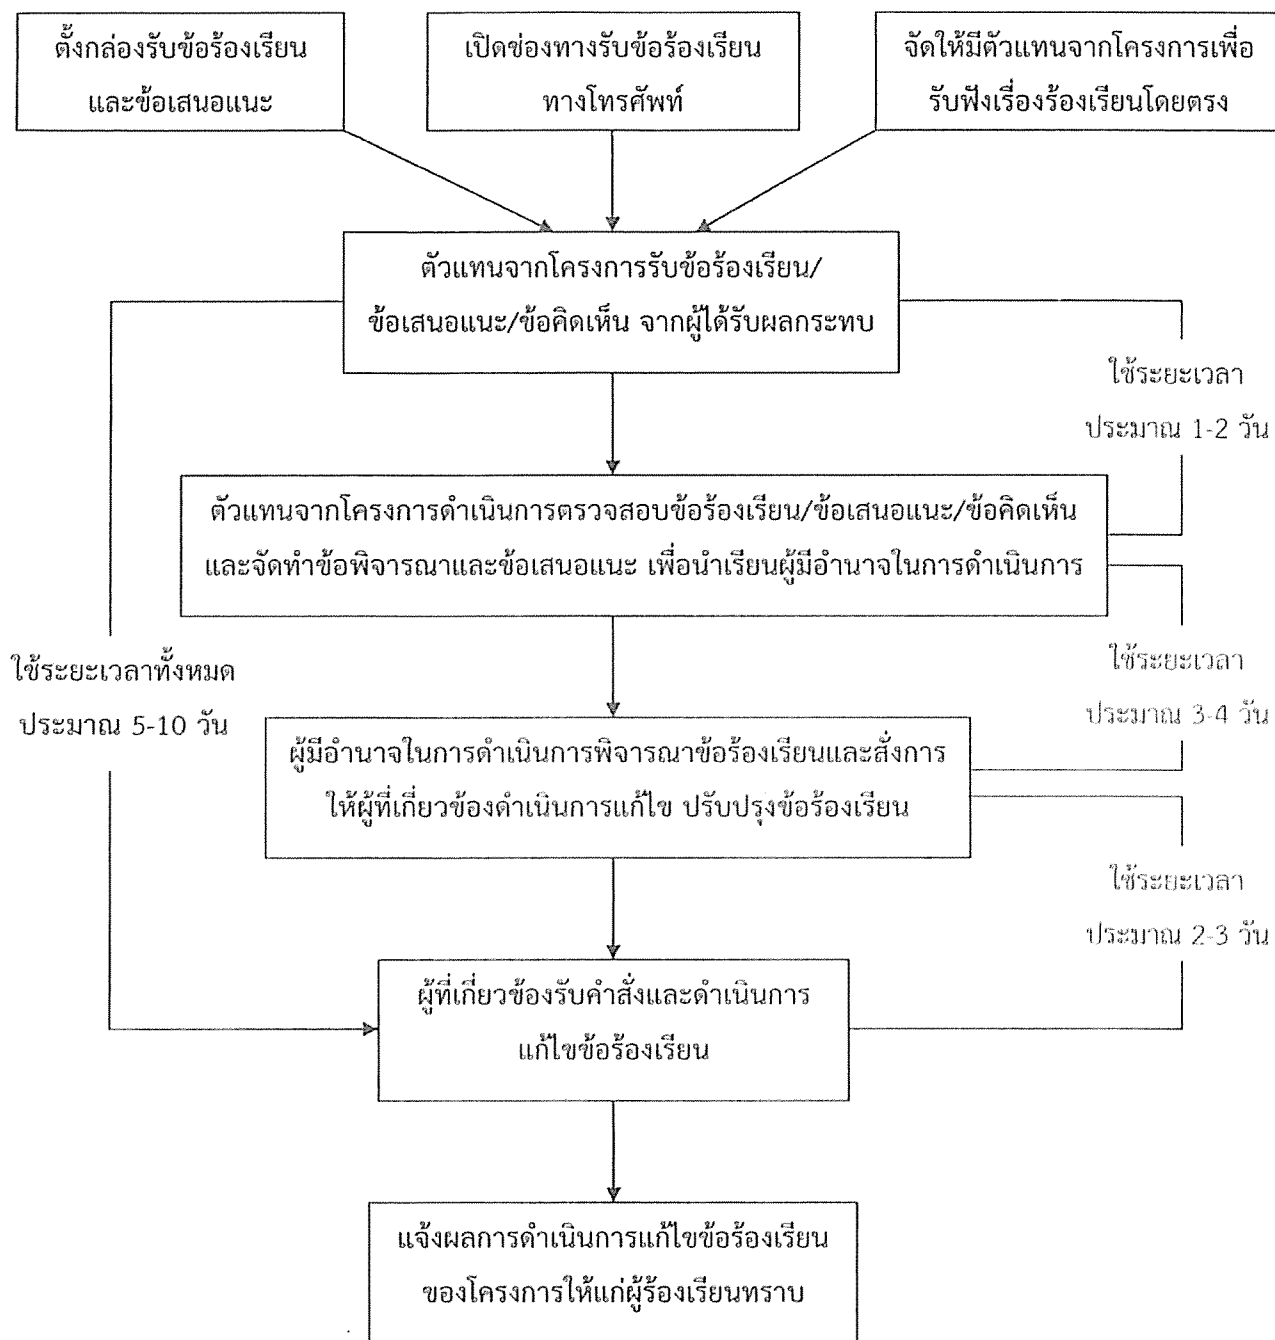 ตั้งกล่องรับข้อร้องเรียน
และข้อเสนอแนะ
เปิดช่องทางรับข้อร้องเรียน
ทางโทรศัพท์
จัดให้มีตัวแทนจากโครงการเพื่อ
รับฟังเรื่องร้องเรียนโดยตรง
ตัวแทนจากโครงการรับข้อร้องเรียน/
ข้อเสนอแนะ/ข้อคิดเห็น จากผู้ได้รับผลกระทบ
ใช้ระยะเวลา
ประมาณ 1-2 วัน
ตัวแทนจากโครงการดำเนินการตรวจสอบข้อร้องเรียน/ข้อเสนอแนะ/ข้อคิดเห็น
และจัดทำข้อพิจารณาและข้อเสนอแนะ เพื่อนำเรียนผู้มีอำนาจในการดำเนินการ
ใช้ระยะเวลาทั้งหมด
ประมาณ 5-10 วัน
ใช้ระยะเวลา
ประมาณ 3-4 วัน
ผู้มีอำนาจในการดำเนินการพิจารณาข้อร้องเรียนและสั่งการ
ให้ผู้ที่เกี่ยวข้องดำเนินการแก้ไข ปรับปรุงข้อร้องเรียน
ใช้ระยะเวลา
ประมาณ 2-3 วัน
ผู้ที่เกี่ยวข้องรับคำสั่งและดำเนินการ
แก้ไขข้อร้องเรียน
แจ้งผลการดำเนินการแก้ไขข้อร้องเรียน
ของโครงการให้แก่ผู้ร้องเรียนทราบ